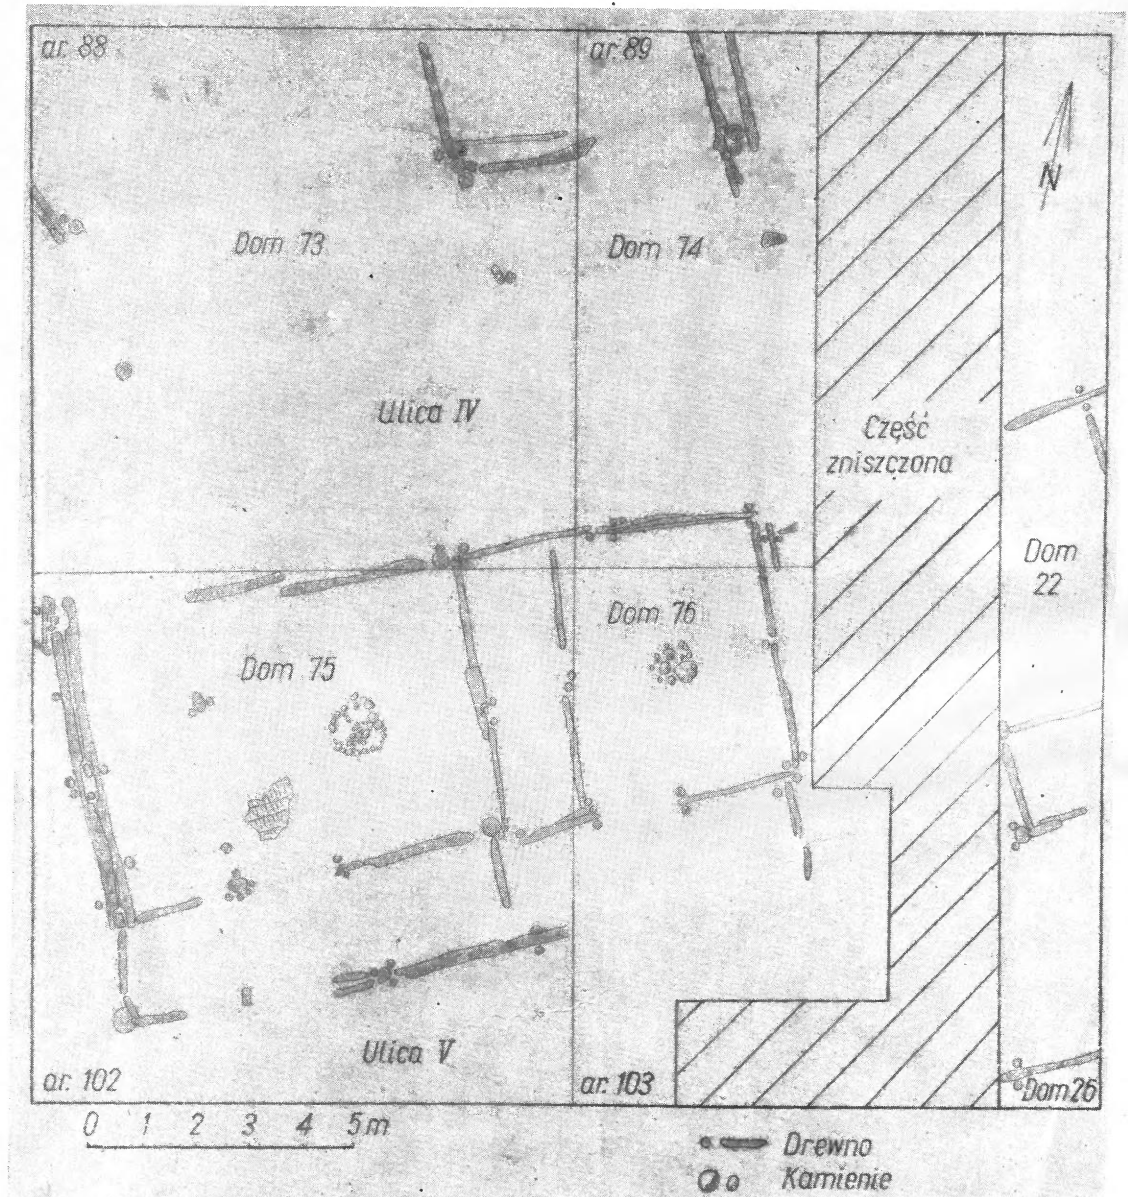 ar. 88
ar. 89
N
Dom 73
Dom 74
Ulica IV
Część
zniszczona
Dom
22
Dom 76
Dom 75
Ulica V
ar. 102
ar. 103
Dom 26
0 1 2 3 4 5m
Drewno
Kamienie